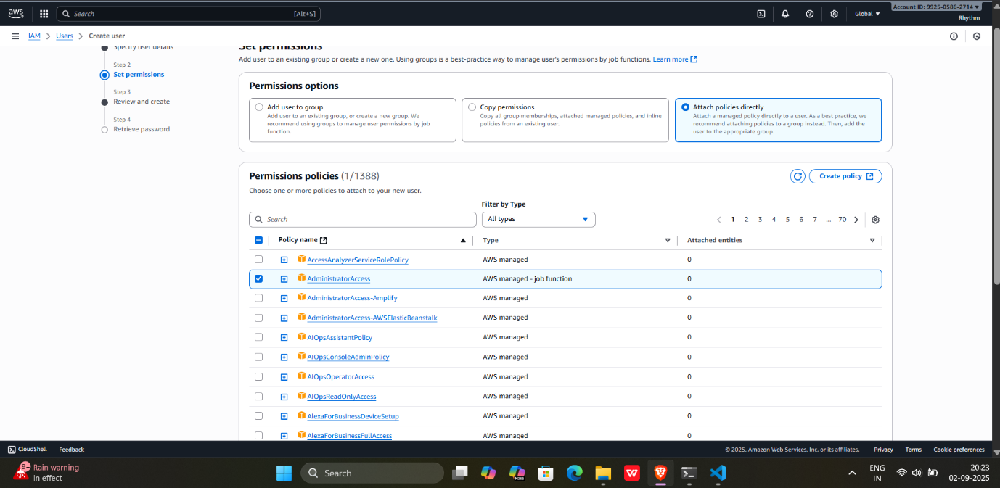 aws
Search
[Alt+S]
Global
Account ID: 9925-0586-2714
Rhythm
IAM > Users > Create user
Specify user details
Step 2
Set permissions
Step 3
Review and create
Step 4
Retrieve password
Set permissions
Add user to an existing group or create a new one. Using groups is a best-practice way to manage user's permissions by job functions. Learn more
Permissions options
Add user to group
Add user to an existing group, or create a new group. We
recommend using groups to manage user permissions by job
function.
Copy permissions
Copy all group memberships, attached managed policies, and inline
policies from an existing user.
Attach policies directly
Attach a managed policy directly to a user. As a best practice, we
recommend attaching policies to a group instead. Then, add the
user to the appropriate group.
Permissions policies (1/1388)
Create policy
Choose one or more policies to attach to your new user.
Filter by Type
Search
All types
1 2 3 4 5 6 7 ... 70
Policy name Type Attached entities
AccessAnalyzerServiceRolePolicy AWS managed 0
AdministratorAccess AWS managed - job function 0
AdministratorAccess-Amplify AWS managed 0
AdministratorAccess-AWSElasticBeanstalk AWS managed 0
AIOpsAssistantPolicy AWS managed 0
AIOpsConsoleAdminPolicy AWS managed 0
AIOpsOperatorAccess AWS managed 0
AIOpsReadOnlyAccess AWS managed 0
AlexaForBusinessDeviceSetup AWS managed 0
AlexaForBusinessFullAccess AWS managed 0
CloudShell Feedback © 2025, Amazon Web Services, Inc. or its affiliates. Privacy Terms Cookie preferences
9+
Rain warning
In effect
Search
M365
W
ENG
IN
20:23
02-09-2025